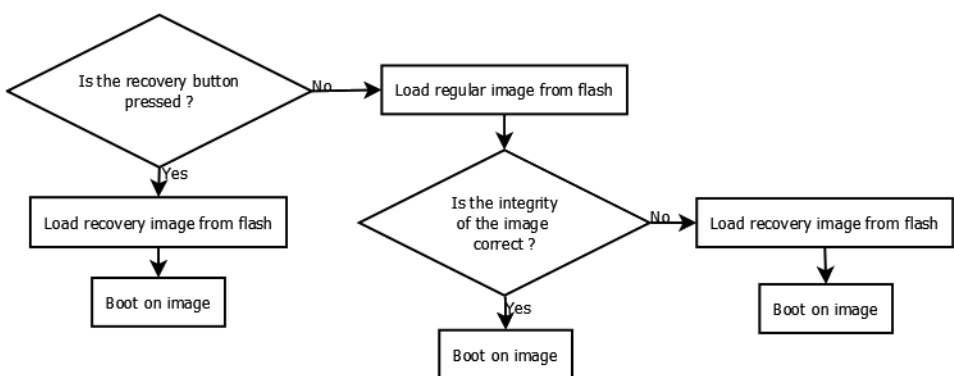 Is the recovery button
pressed ?
No
Load regular image from flash
Yes
Load recovery image from flash
Boot on image
Is the integrity
of the image
correct ?
No
Load recovery image from flash
Boot on image
Yes
Boot on image